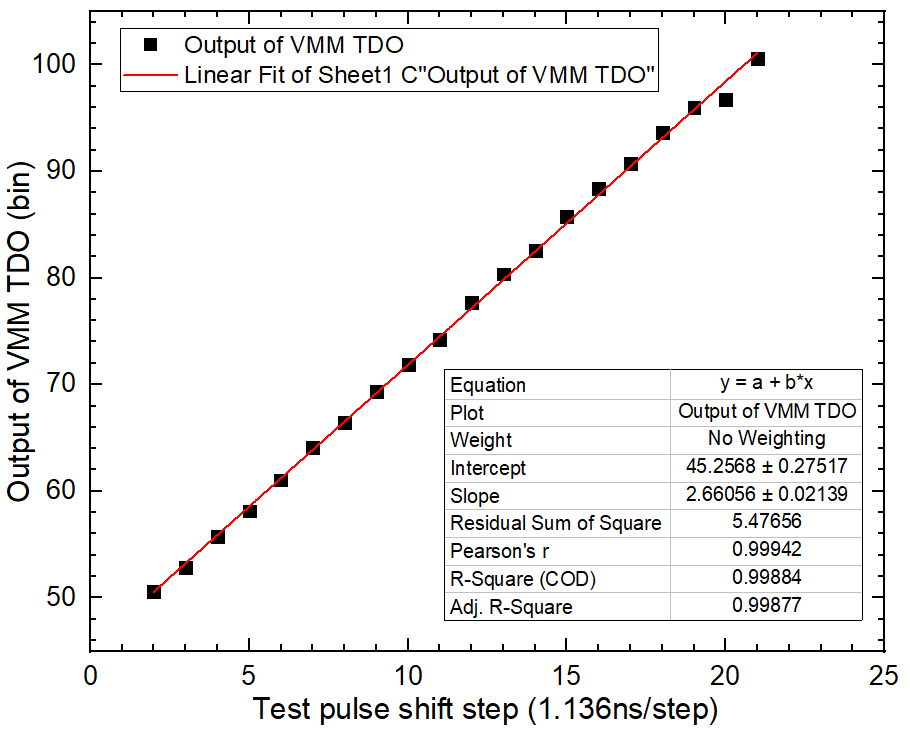 Output of VMM TDO
Linear Fit of Sheet1 C"Output of VMM TDO"
100
90
80
70
60
50
Output of VMM TDO (bin)
Equation y = a + b*x
Plot Output of VMM TDO
Weight No Weighting
Intercept 45.2568 ± 0.27517
Slope 2.66056 ± 0.02139
Residual Sum of Square 5.47656
Pearson's r 0.99942
R-Square (COD) 0.99884
Adj. R-Square 0.99877
0 5 10 15 20 25
Test pulse shift step (1.136ns/step)